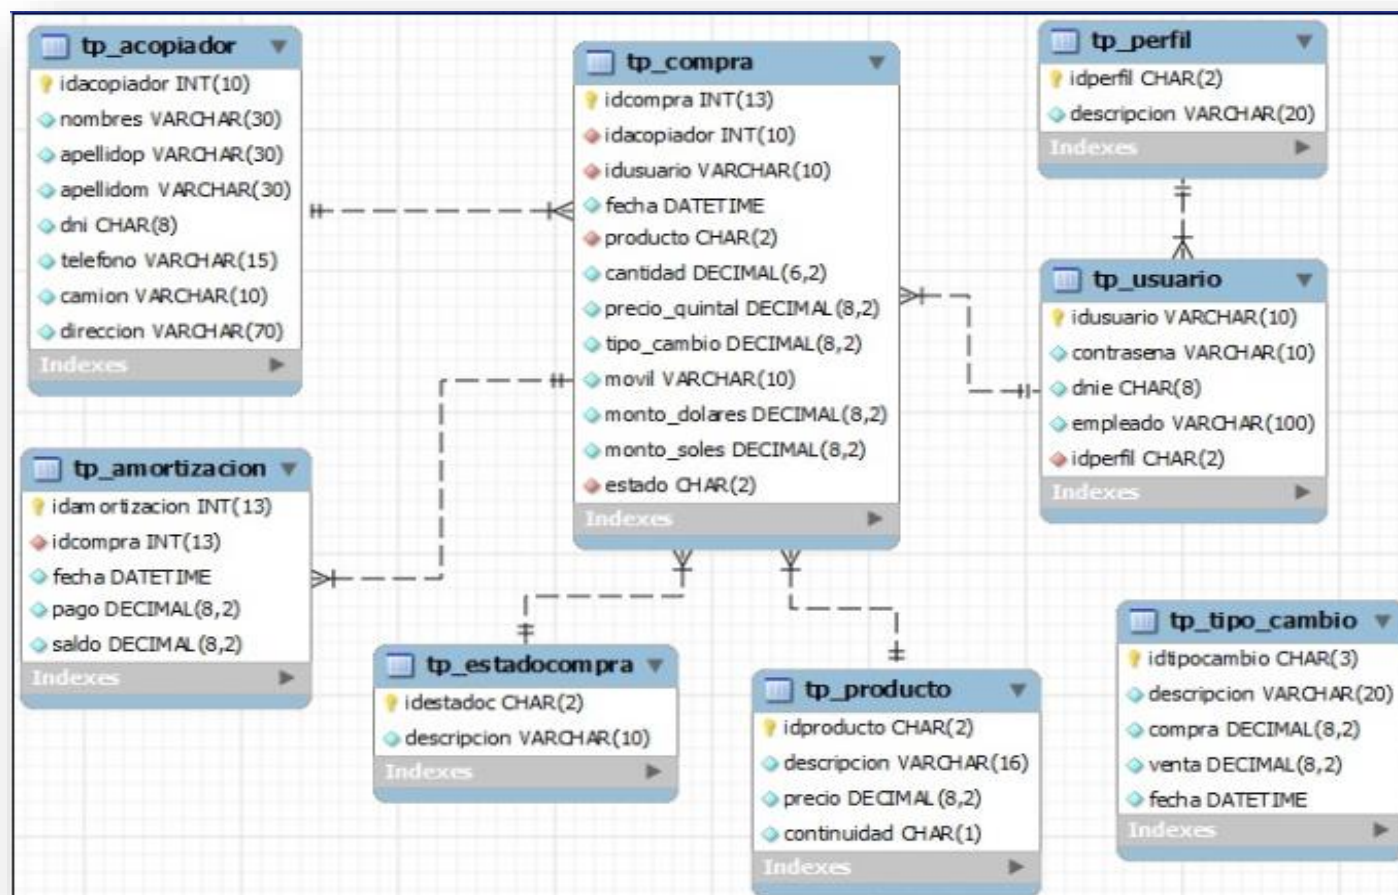 tp_acopiador
idacopiador INT(10)
nombres VARCHAR(30)
apellidop VARCHAR(30)
apellidom VARCHAR(30)
dni CHAR(8)
telefono VARCHAR(15)
camion VARCHAR(10)
direccion VARCHAR(70)
Indexes
tp_compra
idcompra INT(13)
idacopiador INT(10)
idusuario VARCHAR(10)
fecha DATETIME
producto CHAR(2)
cantidad DECIMAL(6,2)
precio_quintal DECIMAL(8,2)
tipo_cambio DECIMAL(8,2)
movil VARCHAR(10)
monto_dolares DECIMAL(8,2)
monto_soles DECIMAL(8,2)
estado CHAR(2)
Indexes
tp_perfil
idperfil CHAR(2)
descripcion VARCHAR(20)
Indexes
tp_usuario
idusuario VARCHAR(10)
contrasena VARCHAR(10)
dnie CHAR(8)
empleado VARCHAR(100)
idperfil CHAR(2)
Indexes
tp_amortizacion
idamortizacion INT(13)
idcompra INT(13)
fecha DATETIME
pago DECIMAL(8,2)
saldo DECIMAL(8,2)
Indexes
tp_estadocompra
idestadoc CHAR(2)
descripcion VARCHAR(10)
Indexes
tp_producto
idproducto CHAR(2)
descripcion VARCHAR(16)
precio DECIMAL(8,2)
continuidad CHAR(1)
Indexes
tp_tipo_cambio
idtipocambio CHAR(3)
descripcion VARCHAR(20)
compra DECIMAL(8,2)
venta DECIMAL(8,2)
fecha DATETIME
Indexes